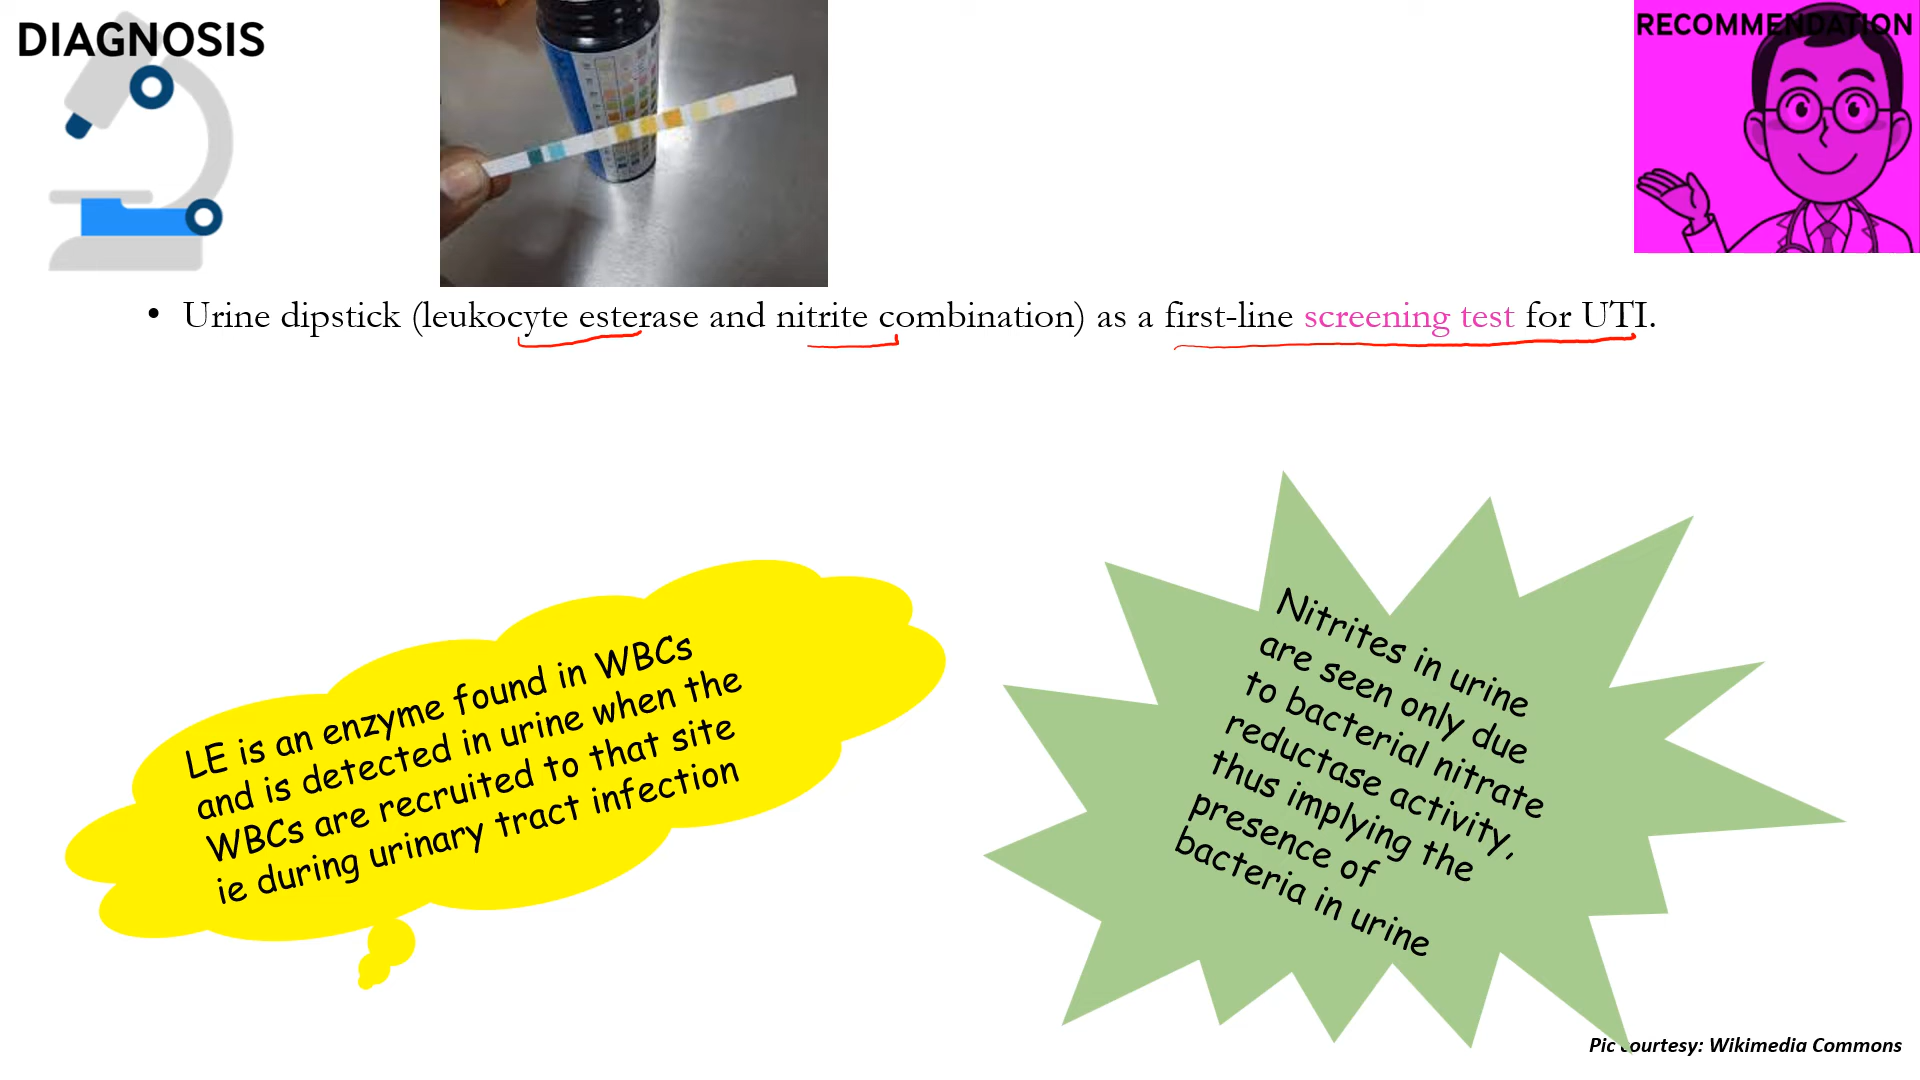 DIAGNOSIS
RECOMMENDATION
• Urine dipstick (leukocyte esterase and nitrite combination) as a first-line screening test for UTI.
LE is an enzyme found in WBCs
and is detected in urine when the
WBCs are recruited to that site
ie during urinary tract infection
Nitrites in urine
are seen only due
to bacterial nitrate
reductase activity,
thus implying the
presence of
bacteria in urine
Pic courtesy: Wikimedia Commons